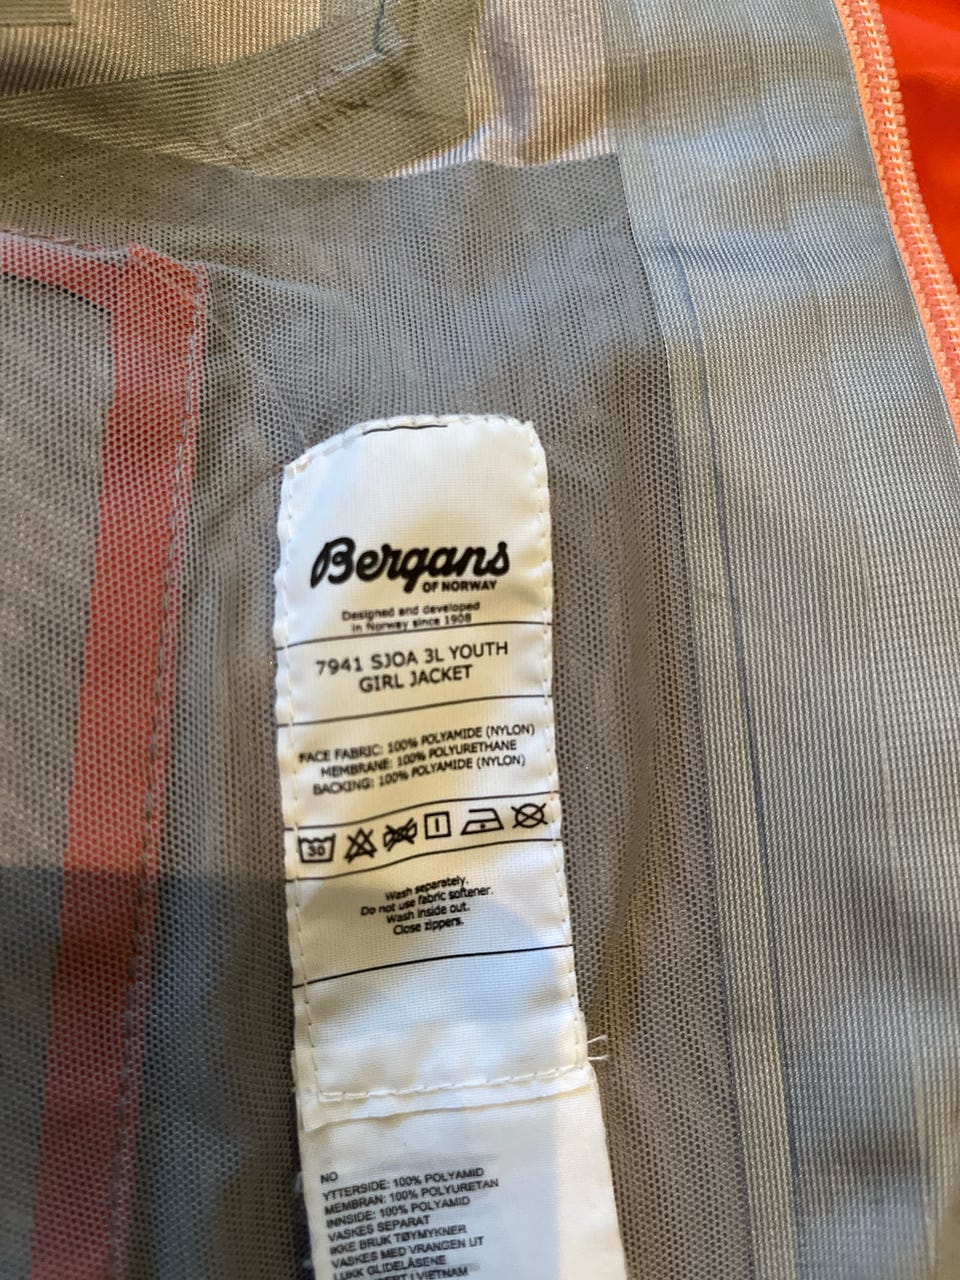 Bergans
OF NORWAY
Designed and developed
in Norway since 1908
7941 SJOA 3L YOUTH
GIRL JACKET
FACE FABRIC: 100% POLYAMIDE (NYLON)
MEMBRANE: 100% POLYURETHANE
BACKING: 100% POLYAMIDE (NYLON)
30
Wash separately.
Do not use fabric softener.
Wash inside out.
Close zippers.
NO
YTTERSIDE: 100% POLYAMID
MEMBRAN: 100% POLYURETAN
INNSIDE: 100% POLYAMID
VASKES SEPARAT
IKKE BRUK TØYMYKNER
VASKES MED VRANGEN UT
LUKK GLIDELÅSENE
I VIETNAM